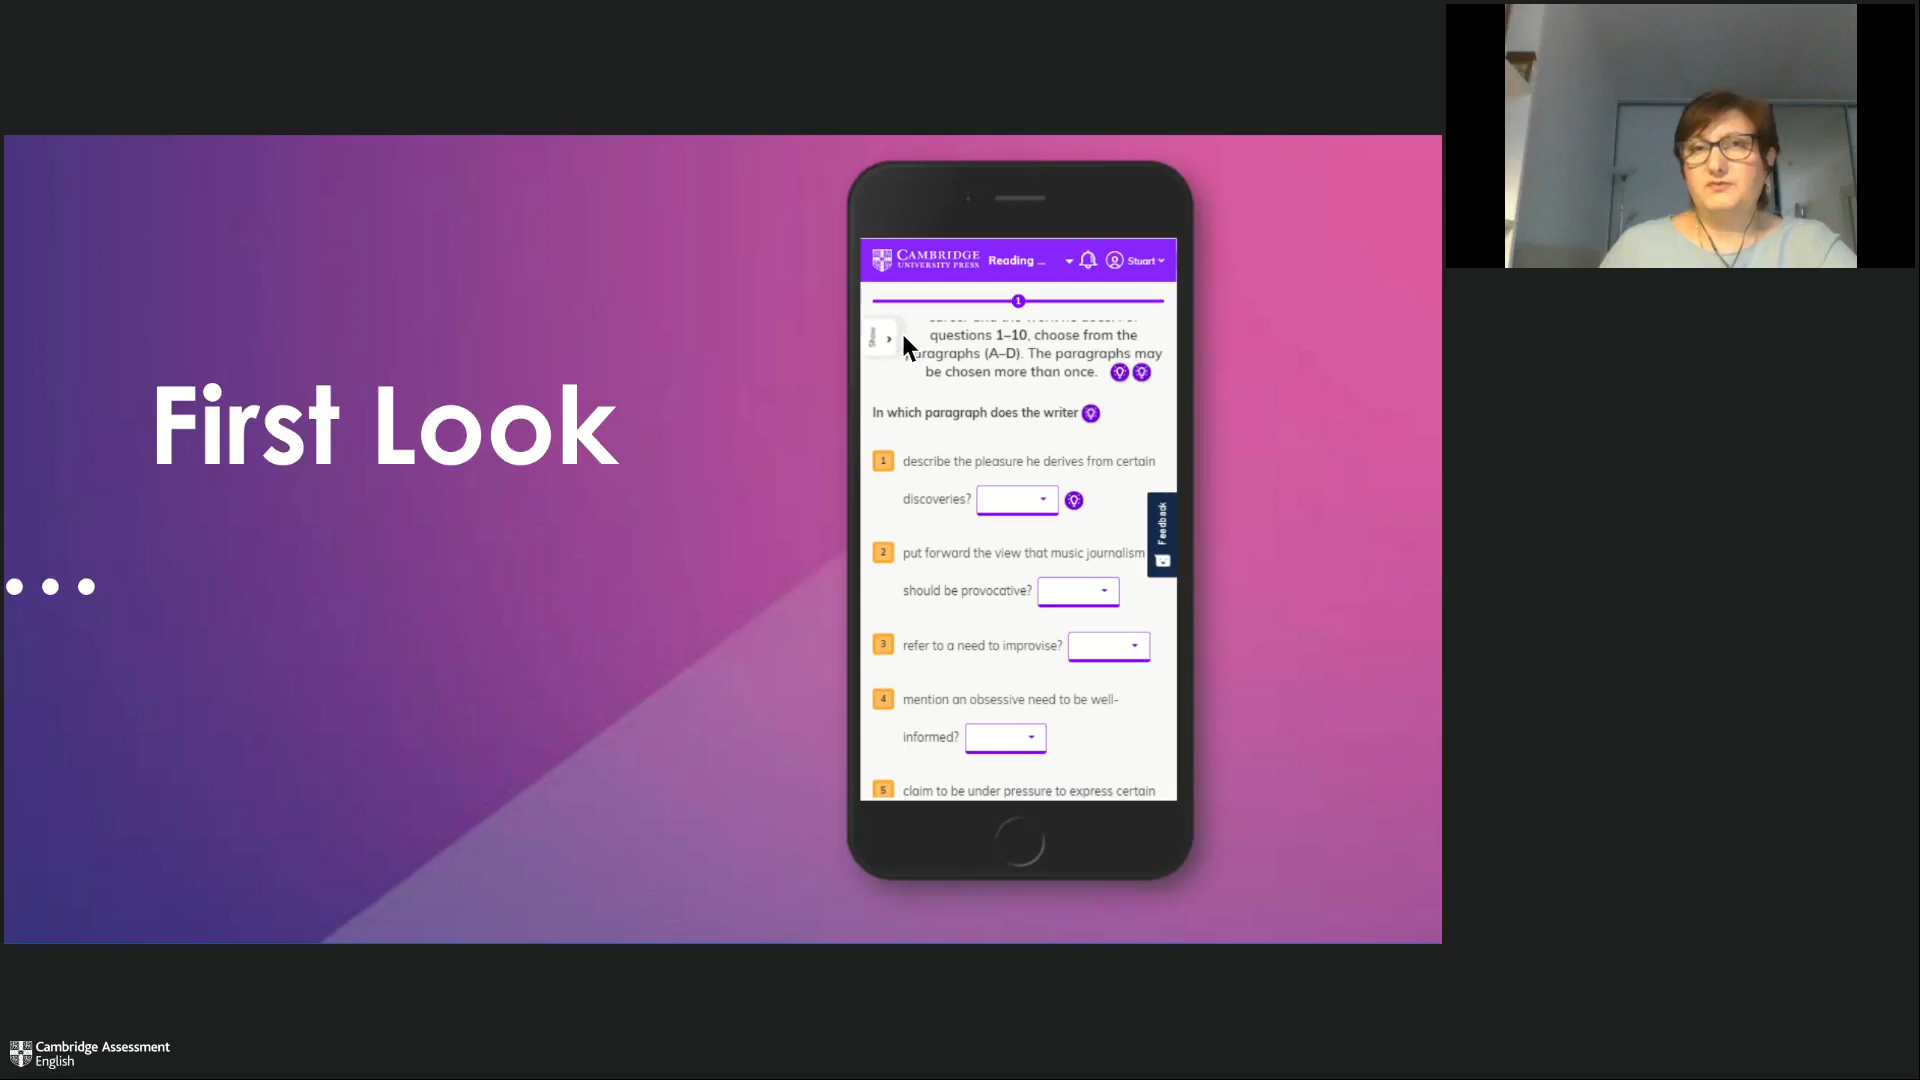 First Look
CAMBRIDGE
UNIVERSITY PRESS
Reading ...
Stuart
1
Show
questions 1–10, choose from the
aragraphs (A–D). The paragraphs may
be chosen more than once.
In which paragraph does the writer
1 describe the pleasure he derives from certain
discoveries?
2 put forward the view that music journalism
should be provocative?
3 refer to a need to improvise?
4 mention an obsessive need to be well-
informed?
5 claim to be under pressure to express certain
Feedback
Cambridge Assessment
English